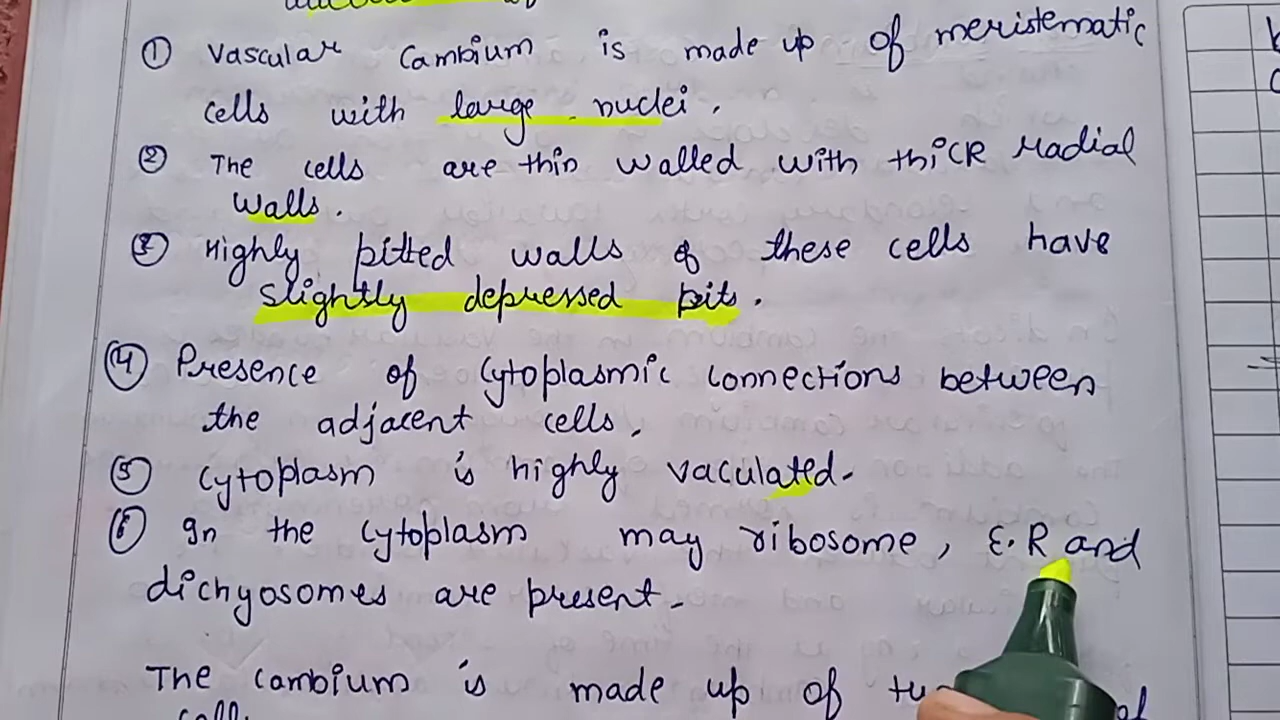 ① Vascular Cambium is made up of meristematic
cells with large nuclei.
② The cells are thin walled with thick radial
walls.
③ Highly pitted walls of these cells have
slightly depressed pits.
④ Presence of cytoplasmic connections between
the adjacent cells.
⑤ Cytoplasm is highly vaculated.
⑥ In the cytoplasm may ribosome, E.R and
dichyosomes are present.
The cambium is made up of of